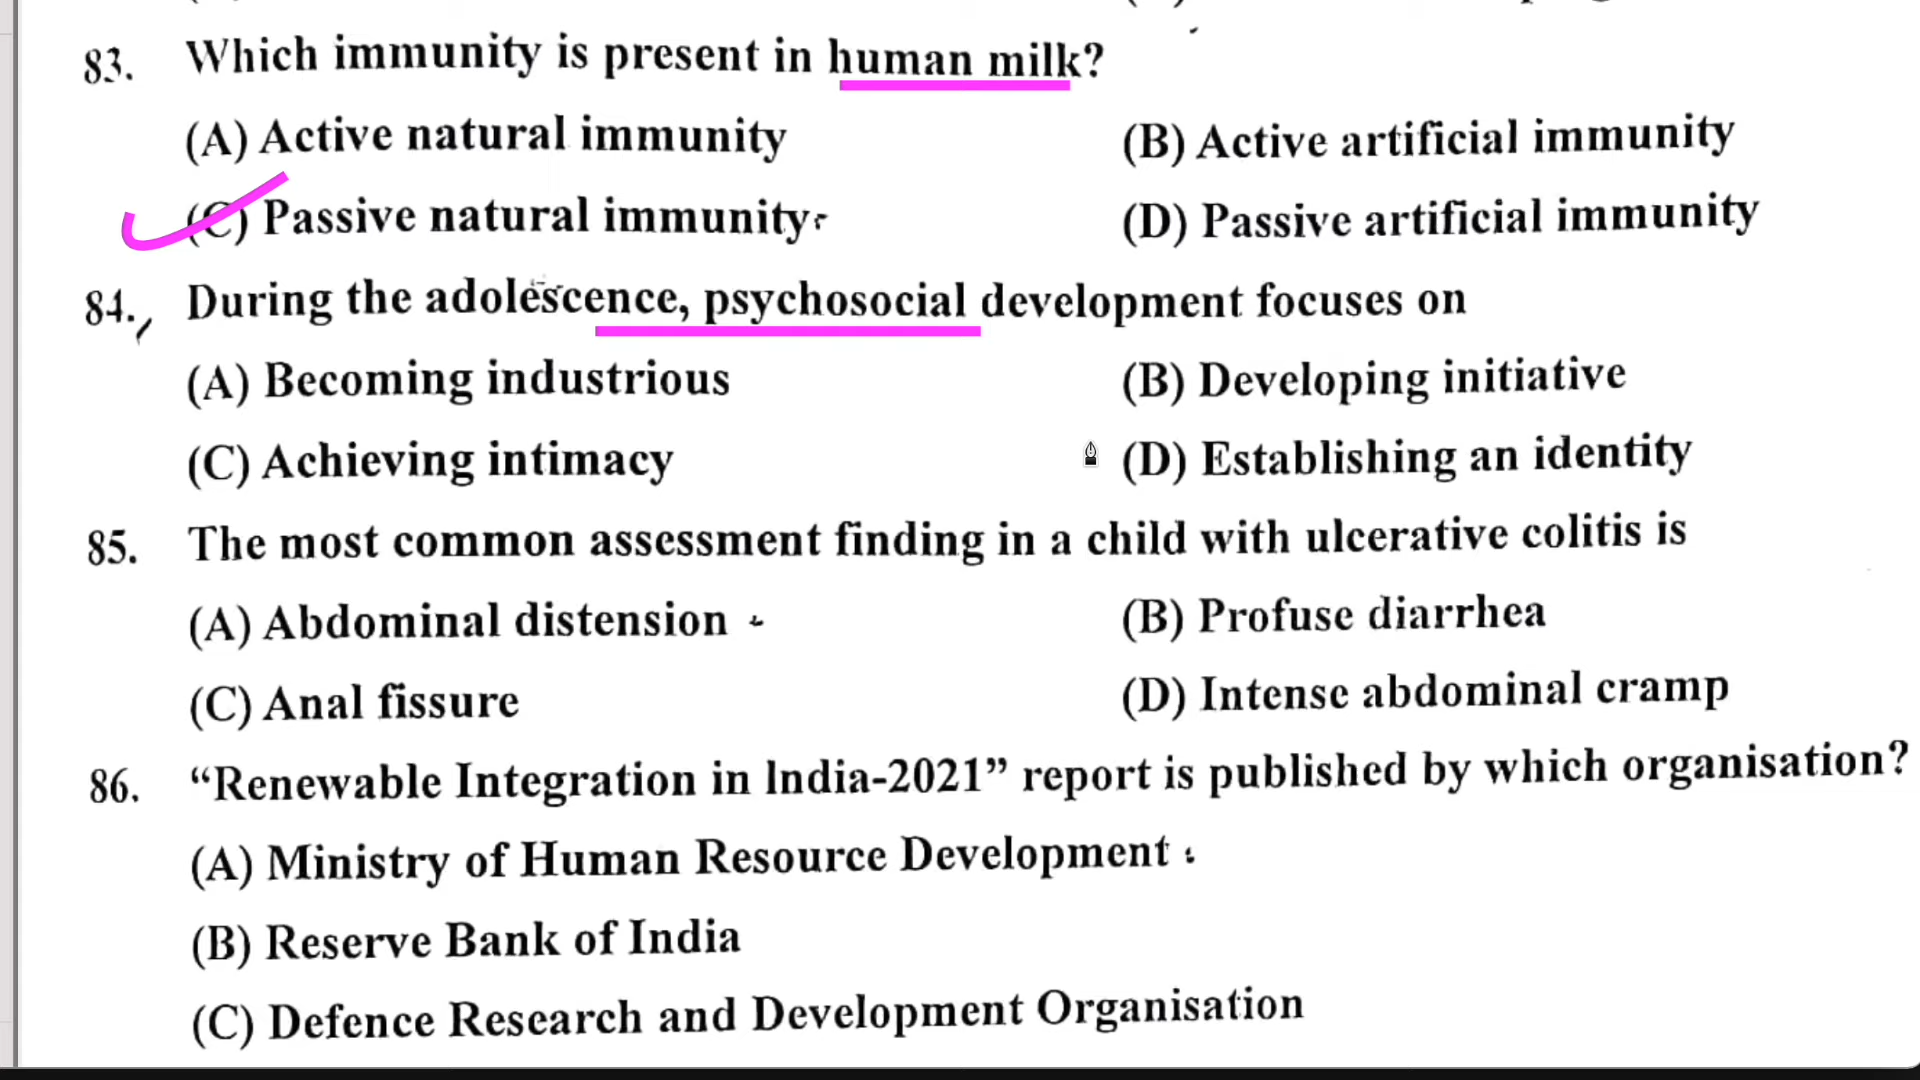 83. Which immunity is present in human milk?
(A) Active natural immunity (B) Active artificial immunity
(C) Passive natural immunity (D) Passive artificial immunity
84. During the adolescence, psychosocial development focuses on
(A) Becoming industrious (B) Developing initiative
(C) Achieving intimacy (D) Establishing an identity
85. The most common assessment finding in a child with ulcerative colitis is
(A) Abdominal distension (B) Profuse diarrhea
(C) Anal fissure (D) Intense abdominal cramp
86. “Renewable Integration in India-2021” report is published by which organisation?
(A) Ministry of Human Resource Development
(B) Reserve Bank of India
(C) Defence Research and Development Organisation